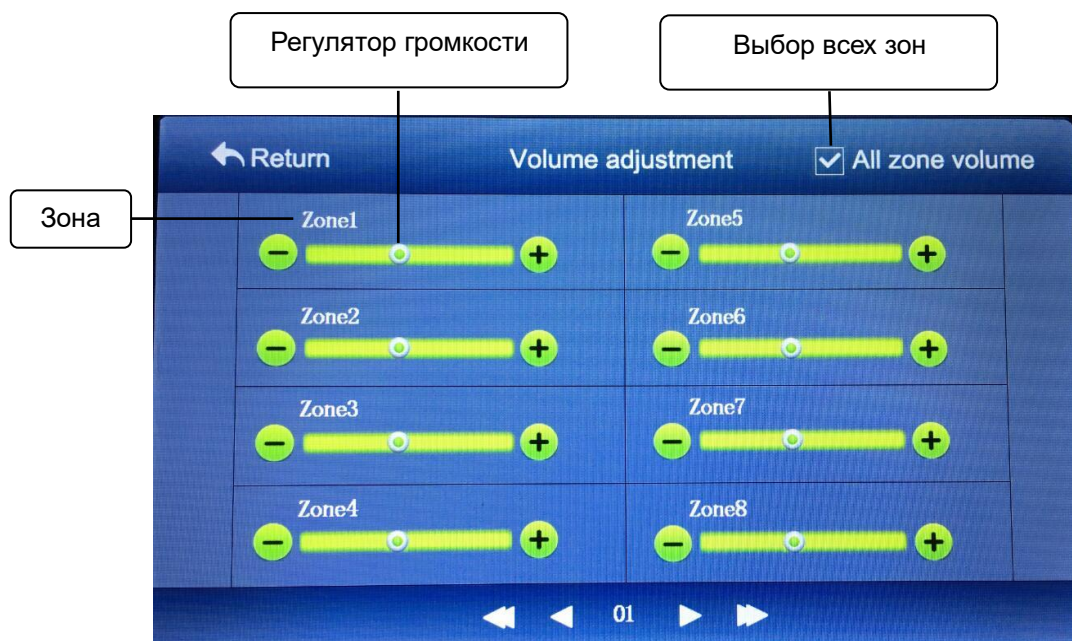 Регулятор громкости
Выбор всех зон
Return
Volume adjustment
All zone volume
Зона
Zone1
Zone5
Zone2
Zone6
Zone3
Zone7
Zone4
Zone8
01